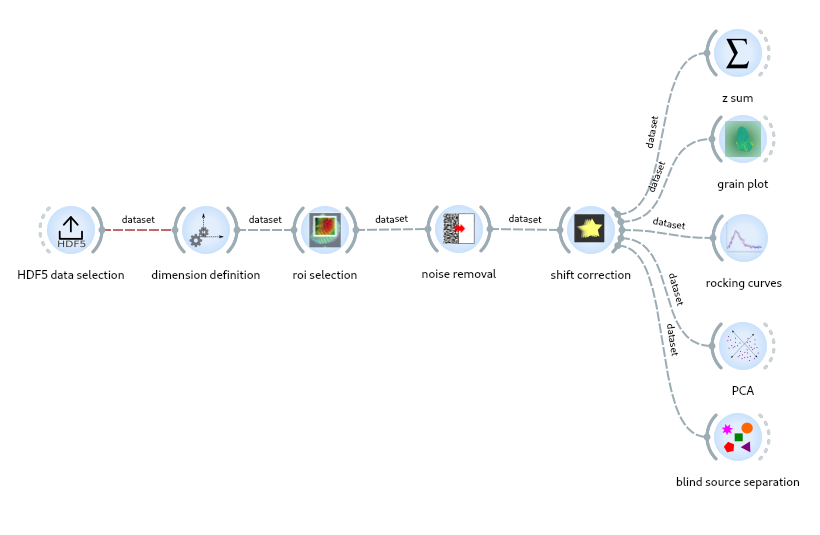 dataset
z sum
dataset
grain plot
HDF5
HDF5 data selection
dataset
dimension definition
dataset
roi selection
dataset
noise removal
dataset
shift correction
dataset
rocking curves
dataset
PCA
dataset
blind source separation